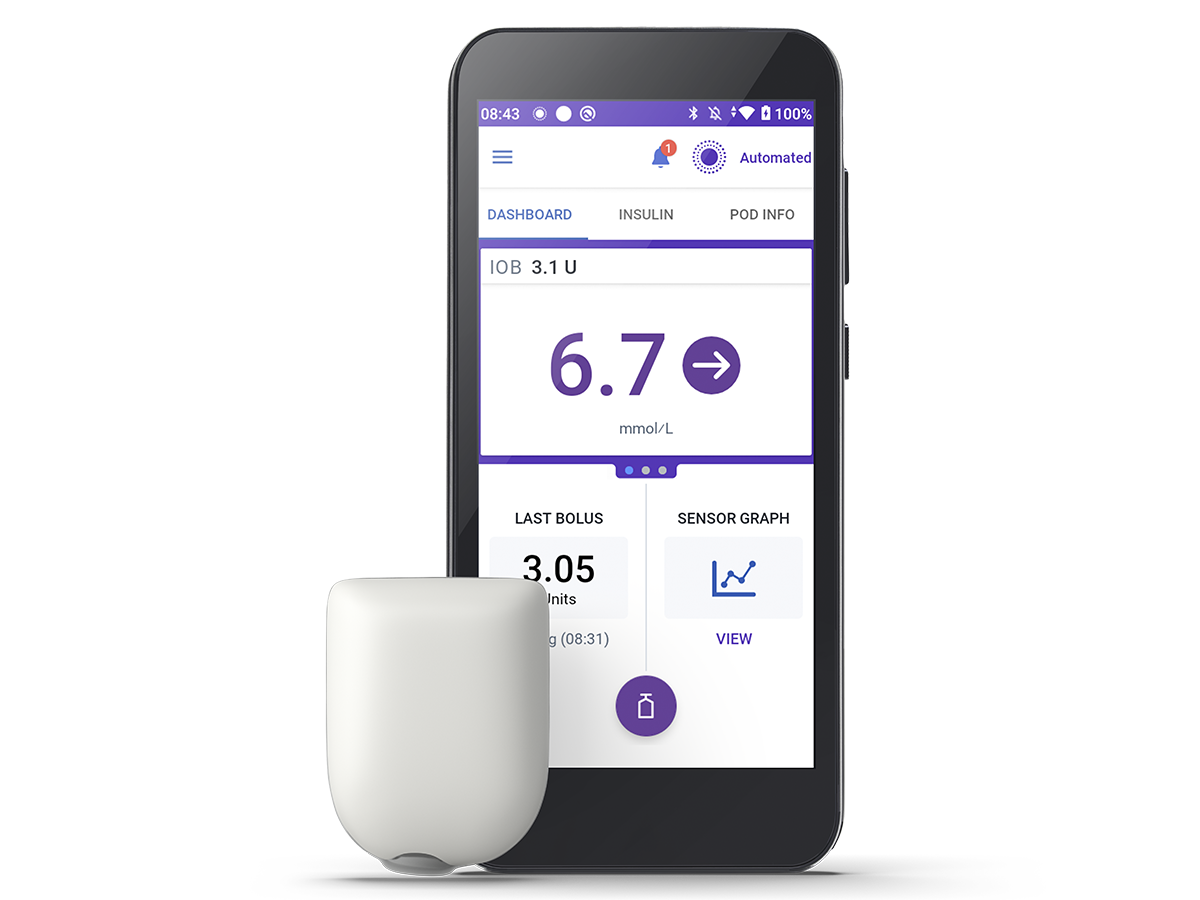 08:43 100%
1 Automated
DASHBOARD INSULIN POD INFO
IOB 3.1 U
6.7
mmol/L
LAST BOLUS SENSOR GRAPH
3.05
(08:31) VIEW